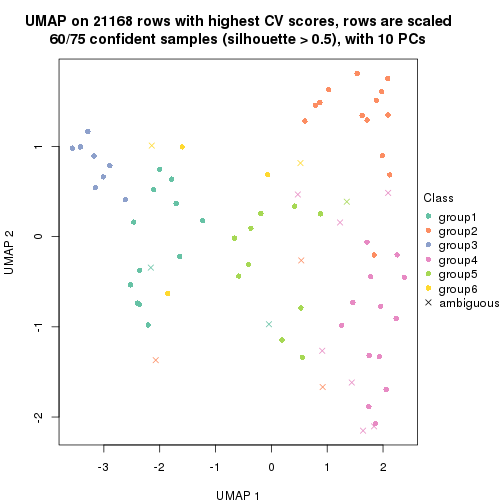 UMAP on 21168 rows with highest CV scores, rows are scaled
60/75 confident samples (silhouette > 0.5), with 10 PCs
UMAP 2
1
0
-1
-2
-3
-2
-1
0
1
2
UMAP 1
Class
group1
group2
group3
group4
group5
group6
ambiguous